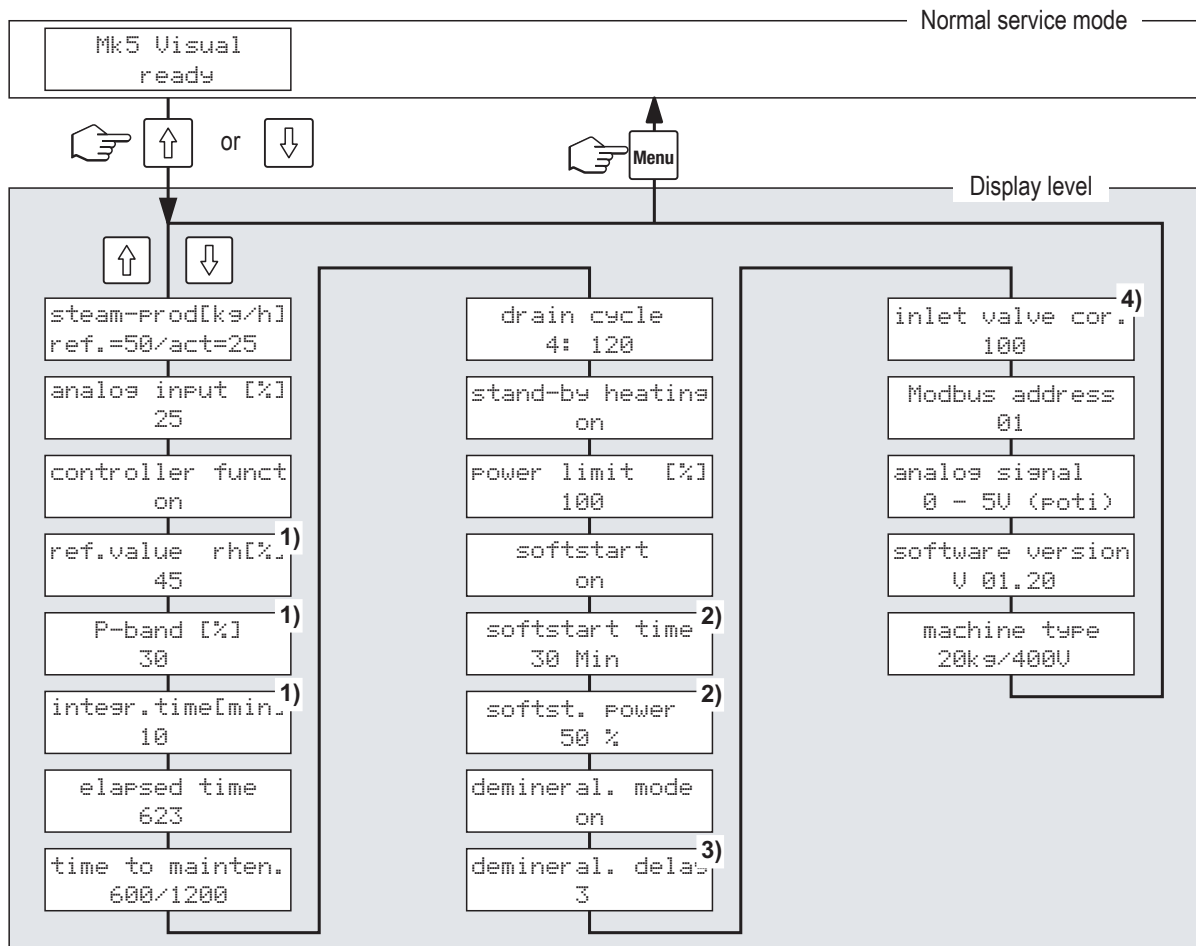 Normal service mode
Mk5 Visual
ready
or
Menu
Display level
steam-prod[kg/h]
ref.=50/act=25
analog input [%]
25
controller funct
on
ref.value rh[%]
1)
45
P-band [%]
1)
30
integr.time[min]
1)
10
elapsed time
623
time to mainten.
600/1200
drain cycle
4: 120
stand-by heating
on
power limit [%]
100
softstart
on
softstart time
2)
30 Min
softst. power
2)
50 %
demineral. mode
on
demineral. delay
3)
3
inlet valve cor.
4)
100
Modbus address
01
analog signal
0 - 5V (poti)
software version
V 01.20
machine type
20kg/400V